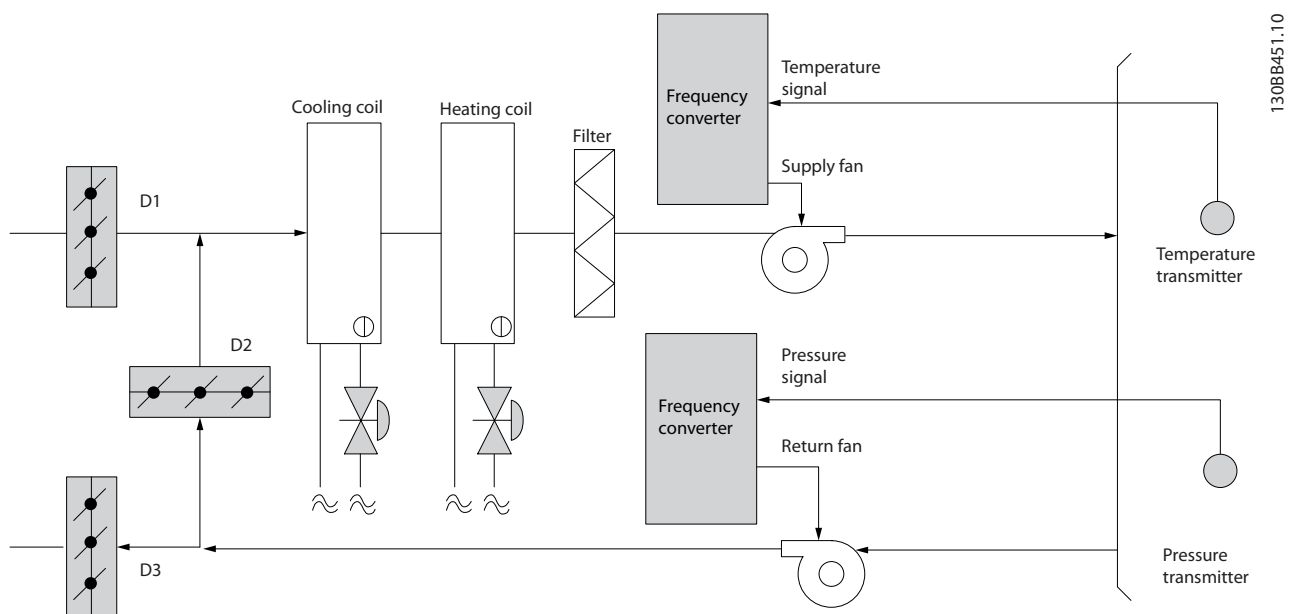 130BB451.10
Temperature
signal
Frequency
converter
Cooling coil
Heating coil
Filter
Supply fan
D1
Temperature
transmitter
D2
Pressure
signal
Frequency
converter
Return fan
D3
Pressure
transmitter